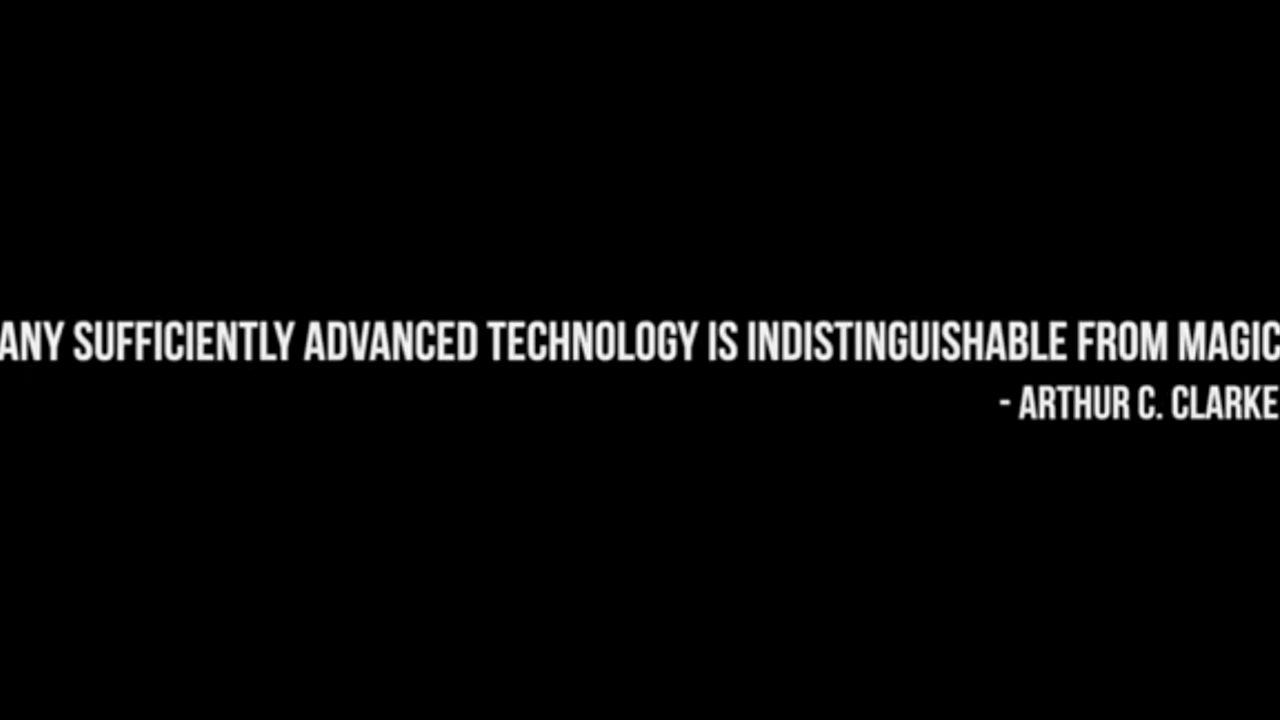 ANY SUFFICIENTLY ADVANCED TECHNOLOGY IS INDISTINGUISHABLE FROM MAGIC
- ARTHUR C. CLARKE